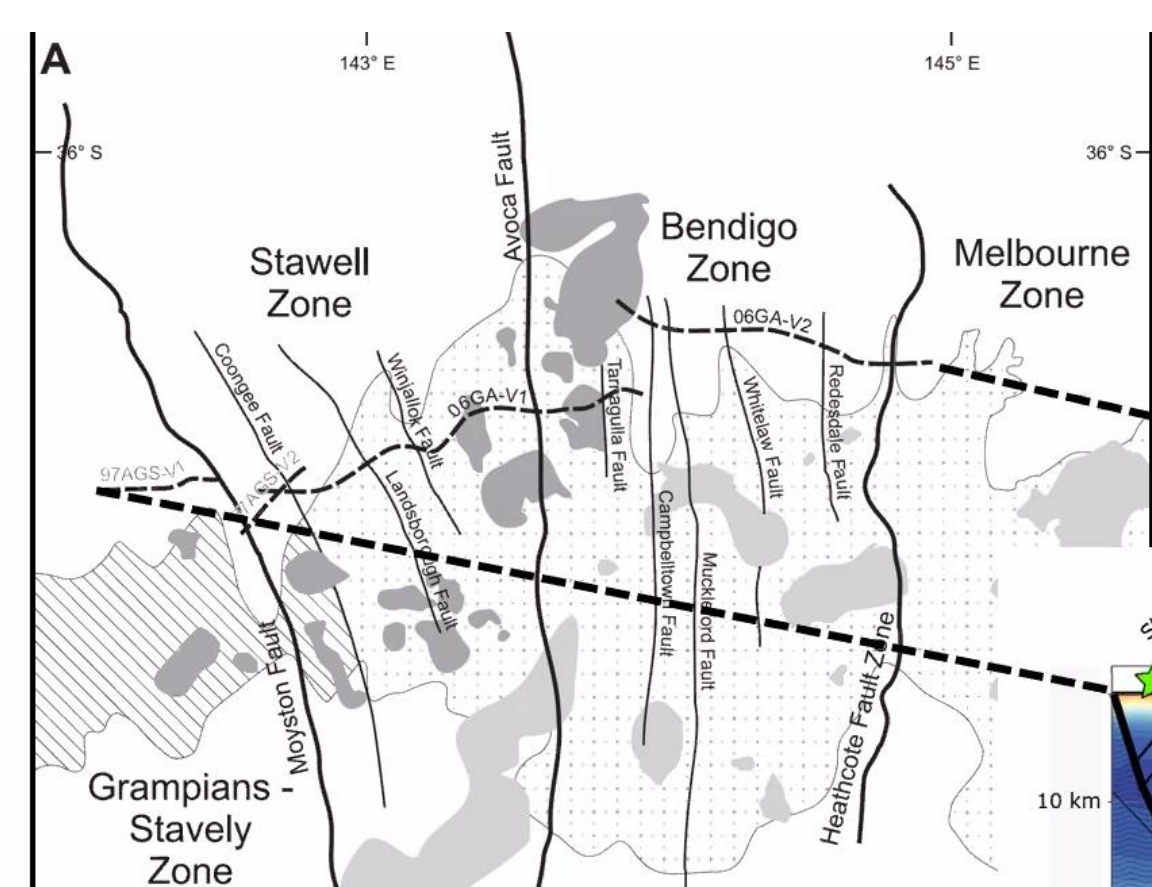 A
143° E
145° E
36° S
36° S
Avoca Fault
Bendigo
Zone
Melbourne
Zone
Stawell
Zone
06GA-V2
Coongee Fault
Winjallok Fault
Tarnagulla Fault
06GA-V1
Whitelaw Fault
Redesdale Fault
97AGS-V1
AGS-V2
Landsborough Fault
Campbelltown Fault
Muckleford Fault
Moyston Fault
Heathcote Fault Zone
Grampians -
Stavely
Zone
10 km